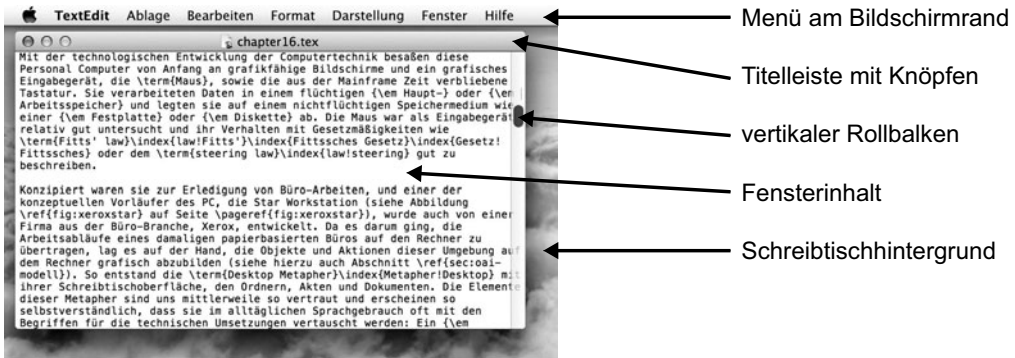 TextEdit Ablage Bearbeiten Format Darstellung Fenster Hilfe
Menü am Bildschirmrand
chapter16.tex
Titelleiste mit Knöpfen
Mit der technologischen Entwicklung der Computertechnik besaßen diese
Personal Computer von Anfang an grafikfähige Bildschirme und ein grafisches
Eingabegerät, die \term{Maus}, sowie die aus der Mainframe Zeit verbliebene
Tastatur. Sie verarbeiteten Daten in einem flüchtigen {\em Haupt-} oder {\em
Arbeitsspeicher} und legten sie auf einem nichtflüchtigen Speichermedium wie
einer {\em Festplatte} oder {\em Diskette} ab. Die Maus war als Eingabegerät
relativ gut untersucht und ihr Verhalten mit Gesetzmäßigkeiten wie
\term{Fitts' law}\index{law!Fitts'}\index{Fittssches Gesetz}\index{Gesetz!
Fittssches} oder dem \term{steering law}\index{law!steering} gut zu
beschreiben.
vertikaler Rollbalken
Fensterinhalt
Konzipiert waren sie zur Erledigung von Büro-Arbeiten, und einer der
konzeptuellen Vorläufer des PC, die Star Workstation (siehe Abbildung
\ref{fig:xeroxstar} auf Seite \pageref{fig:xeroxstar}), wurde auch von einer
Firma aus der Büro-Branche, Xerox, entwickelt. Da es darum ging, die
Arbeitsabläufe eines damaligen papierbasierten Büros auf den Rechner zu
übertragen, lag es auf der Hand, die Objekte und Aktionen dieser Umgebung auf
dem Rechner grafisch abzubilden (siehe hierzu auch Abschnitt \ref{sec:oai-
modell}). So entstand die \term{Desktop Metapher}\index{Metapher!Desktop} mit
ihrer Schreibtischoberfläche, den Ordnern, Akten und Dokumenten. Die Elemente
dieser Metapher sind uns mittlerweile so vertraut und erscheinen so
selbstverständlich, dass sie im alltäglichen Sprachgebrauch oft mit den
Begriffen für die technischen Umsetzungen vertauscht werden: Ein {\em
Schreibtischhintergrund